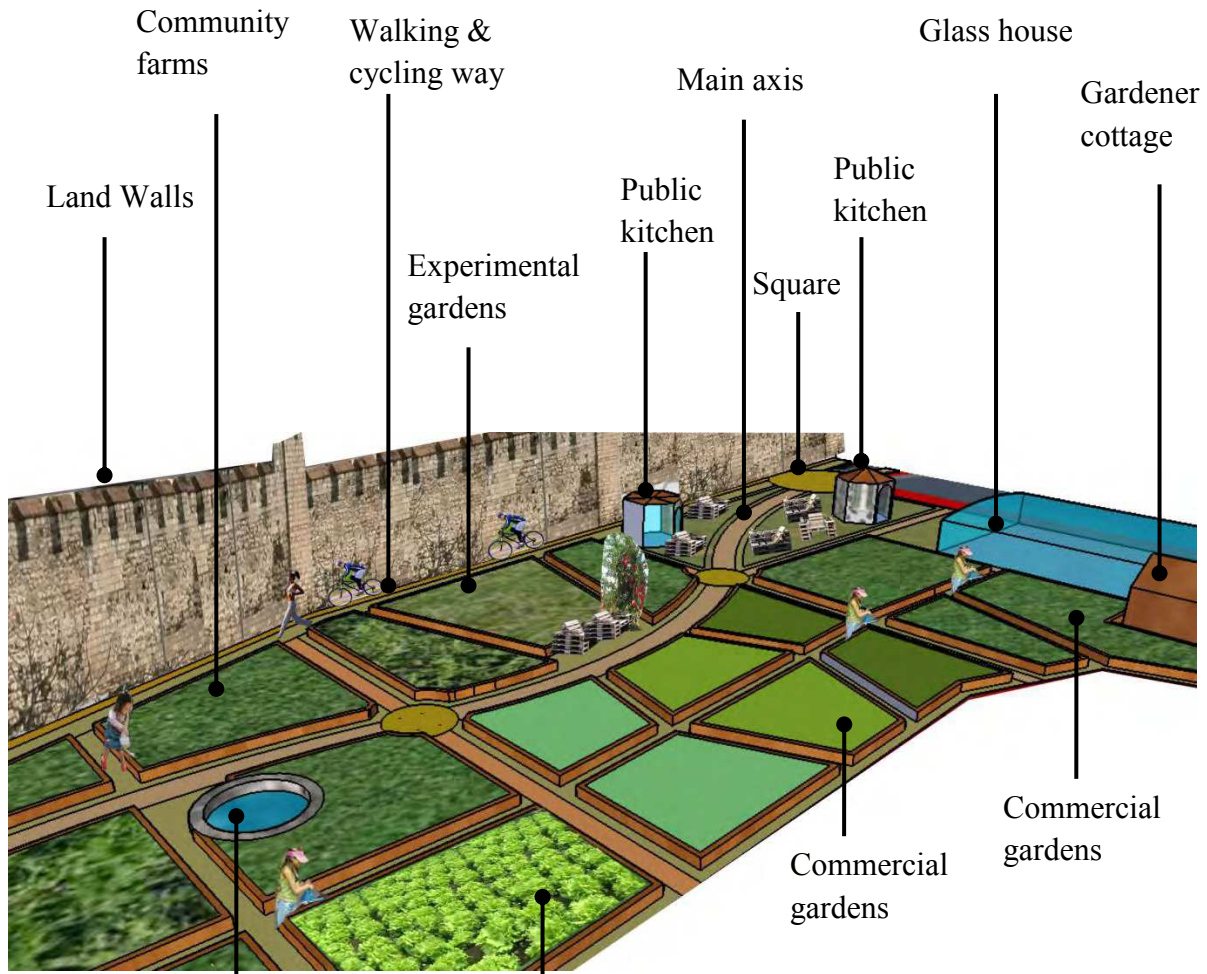 Community
farms
Walking &
cycling way
Glass house
Main axis
Gardener
cottage
Public
kitchen
Public
kitchen
Land Walls
Experimental
gardens
Square
Commercial
gardens
Commercial
gardens